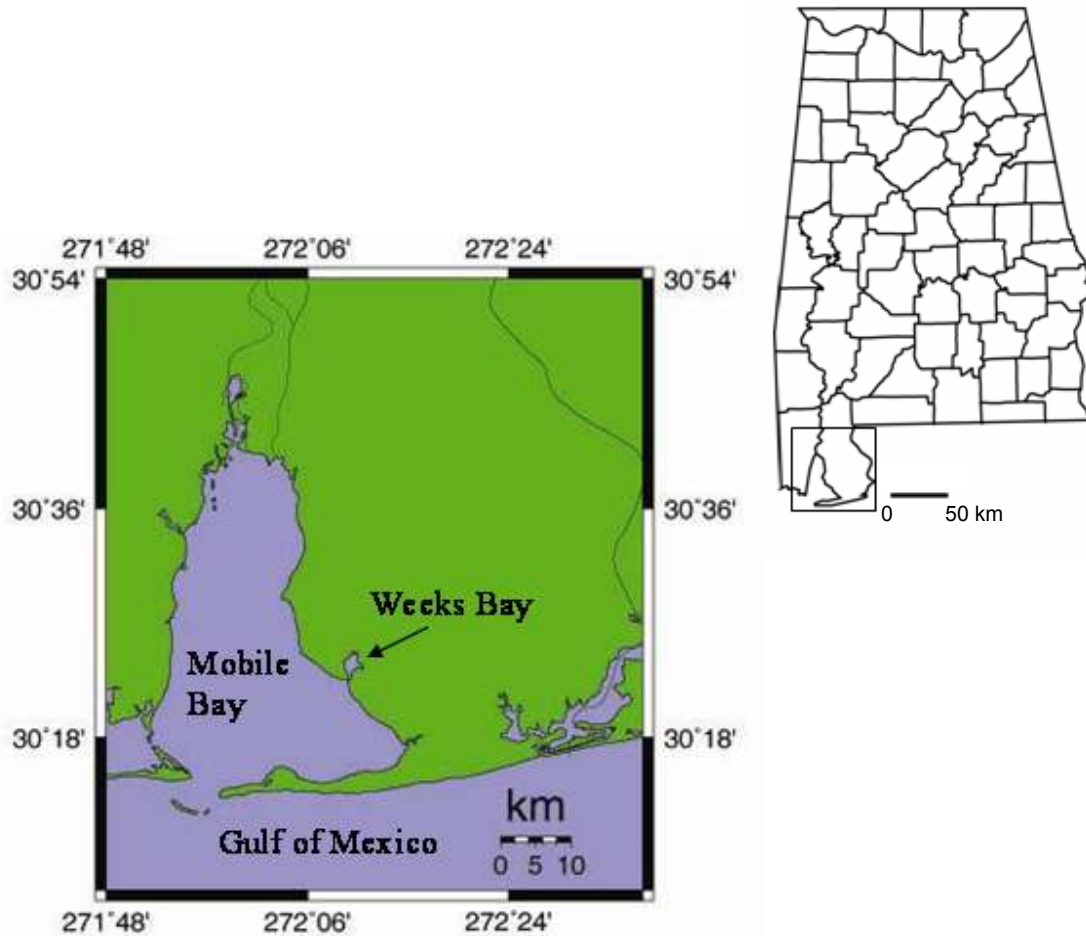 271˚48' 272˚06' 272˚24'
30˚54' 30˚54'
30˚36' 30˚36'
0 50 km
Weeks Bay
Mobile
Bay
30˚18' 30˚18'
km
Gulf of Mexico
0 5 10
271˚48' 272˚06' 272˚24'